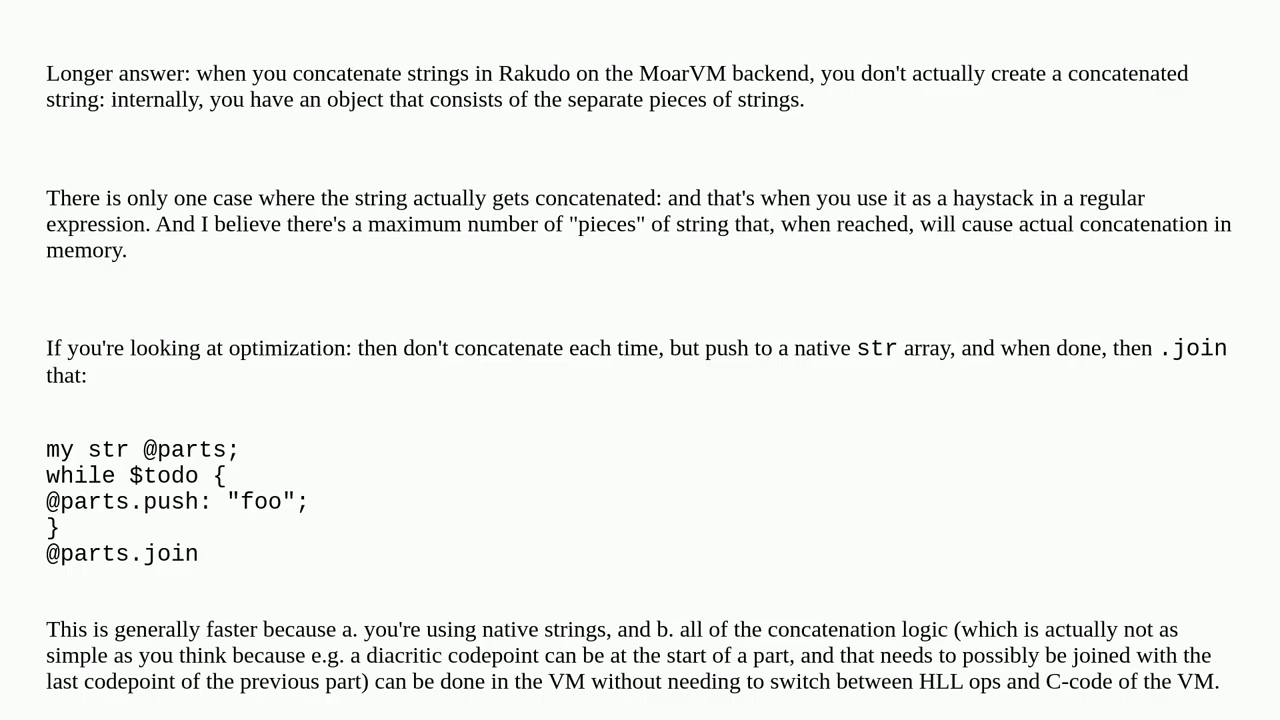 Longer answer: when you concatenate strings in Rakudo on the MoarVM backend, you don't actually create a concatenated
string: internally, you have an object that consists of the separate pieces of strings.
There is only one case where the string actually gets concatenated: and that's when you use it as a haystack in a regular
expression. And I believe there's a maximum number of "pieces" of string that, when reached, will cause actual concatenation in
memory.
If you're looking at optimization: then don't concatenate each time, but push to a native str array, and when done, then .join
that:
my str @parts;
while $todo {
@parts.push: "foo";
}
@parts.join
This is generally faster because a. you're using native strings, and b. all of the concatenation logic (which is actually not as
simple as you think because e.g. a diacritic codepoint can be at the start of a part, and that needs to possibly be joined with the
last codepoint of the previous part) can be done in the VM without needing to switch between HLL ops and C-code of the VM.